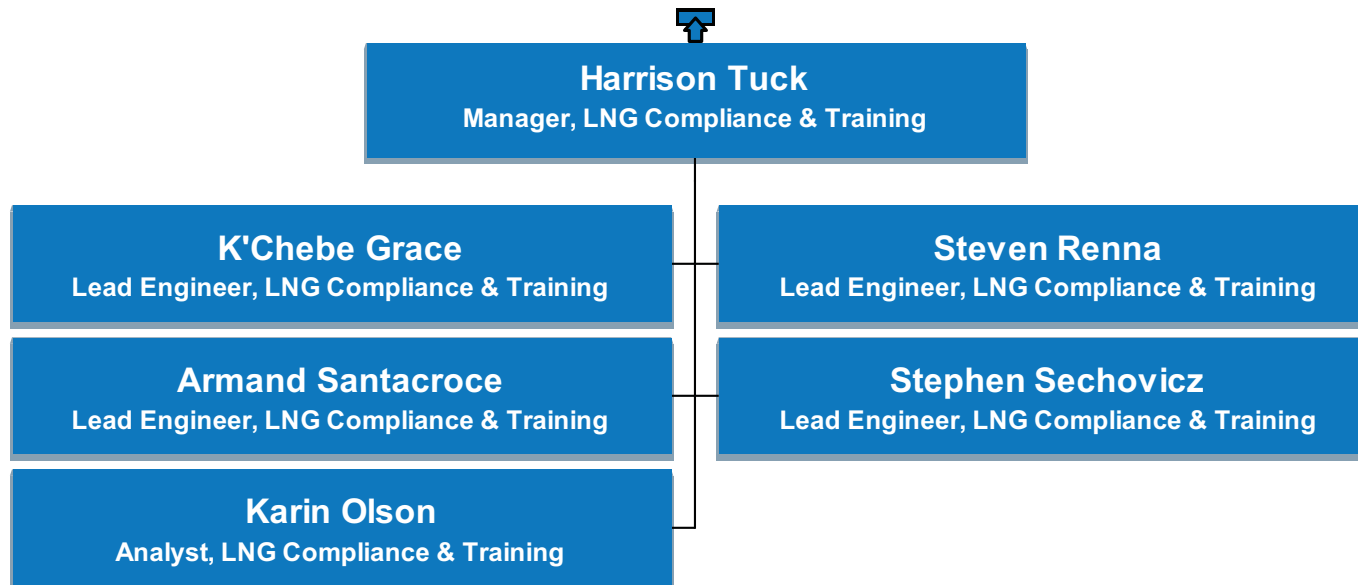 Harrison Tuck
Manager, LNG Compliance & Training
K'Chebe Grace
Lead Engineer, LNG Compliance & Training
Steven Renna
Lead Engineer, LNG Compliance & Training
Armand Santacroce
Lead Engineer, LNG Compliance & Training
Stephen Sechovicz
Lead Engineer, LNG Compliance & Training
Karin Olson
Analyst, LNG Compliance & Training